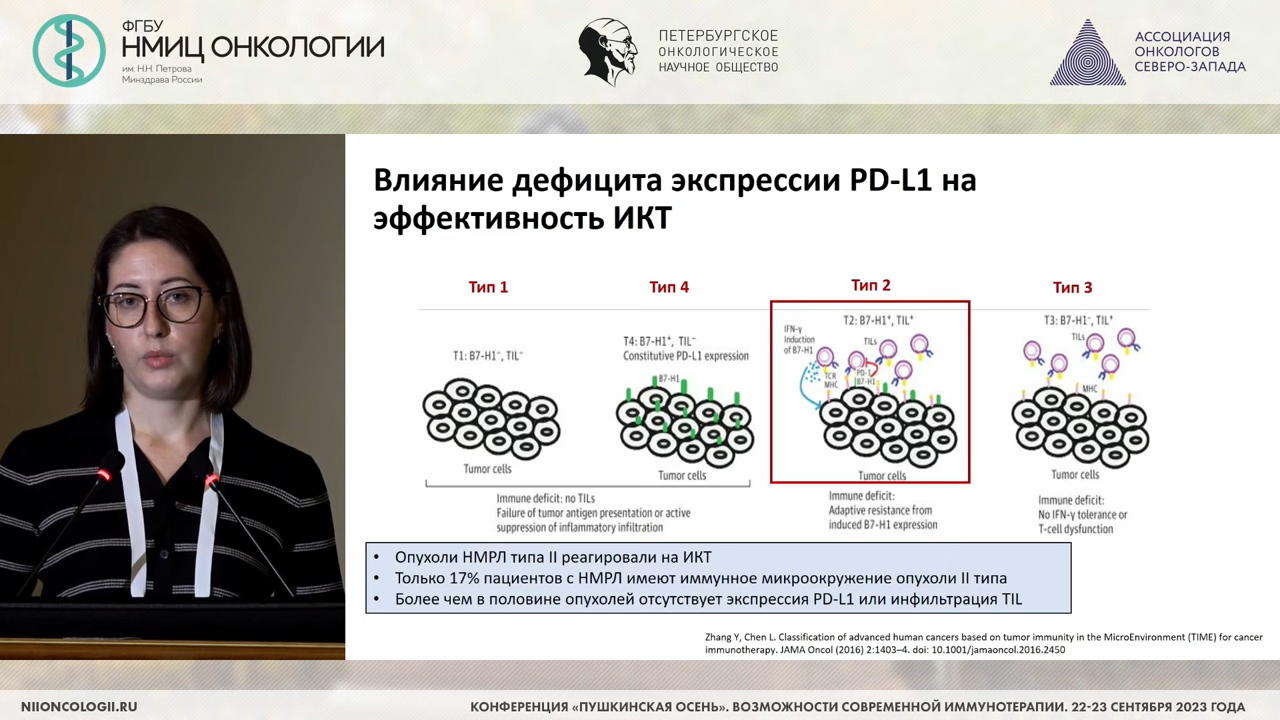 ФГБУ
НМИЦ ОНКОЛОГИИ
им. Н.Н. Петрова
Минздрава России
ПЕТЕРБУРГСКОЕ
ОНКОЛОГИЧЕСКОЕ
НАУЧНОЕ ОБЩЕСТВО
АССОЦИАЦИЯ
ОНКОЛОГОВ
СЕВЕРО-ЗАПАДА
Влияние дефицита экспрессии PD-L1 на
эффективность ИКТ
Тип 1
Тип 4
Тип 2
Тип 3
T1: B7-H1⁻, TIL⁻
Tumor cells
T4: B7-H1⁺, TIL⁻
Constitutive PD-L1 expression
B7-H1
Tumor cells
Immune deficit: no TILs
Failure of tumor antigen presentation or active
suppression of inflammatory infiltration
T2: B7-H1⁺, TIL⁺
IFN-γ
Induction
of B7-H1
TILs
TCR
MHC
PD-1
B7-H1
Tumor cells
Immune deficit:
Adaptive resistance from
induced B7-H1 expression
T3: B7-H1⁻, TIL⁺
TILs
MHC
Tumor cells
Immune deficit:
No IFN-γ tolerance or
T-cell dysfunction
• Опухоли НМРЛ типа II реагировали на ИКТ
• Только 17% пациентов с НМРЛ имеют иммунное микроокружение опухоли II типа
• Более чем в половине опухолей отсутствует экспрессия PD-L1 или инфильтрация TIL
Zhang Y, Chen L. Classification of advanced human cancers based on tumor immunity in the MicroEnvironment (TIME) for cancer
immunotherapy. JAMA Oncol (2016) 2:1403–4. doi: 10.1001/jamaoncol.2016.2450
NIIONCOLOGII.RU
КОНФЕРЕНЦИЯ «ПУШКИНСКАЯ ОСЕНЬ». ВОЗМОЖНОСТИ СОВРЕМЕННОЙ ИММУНОТЕРАПИИ. 22-23 СЕНТЯБРЯ 2023 ГОДА